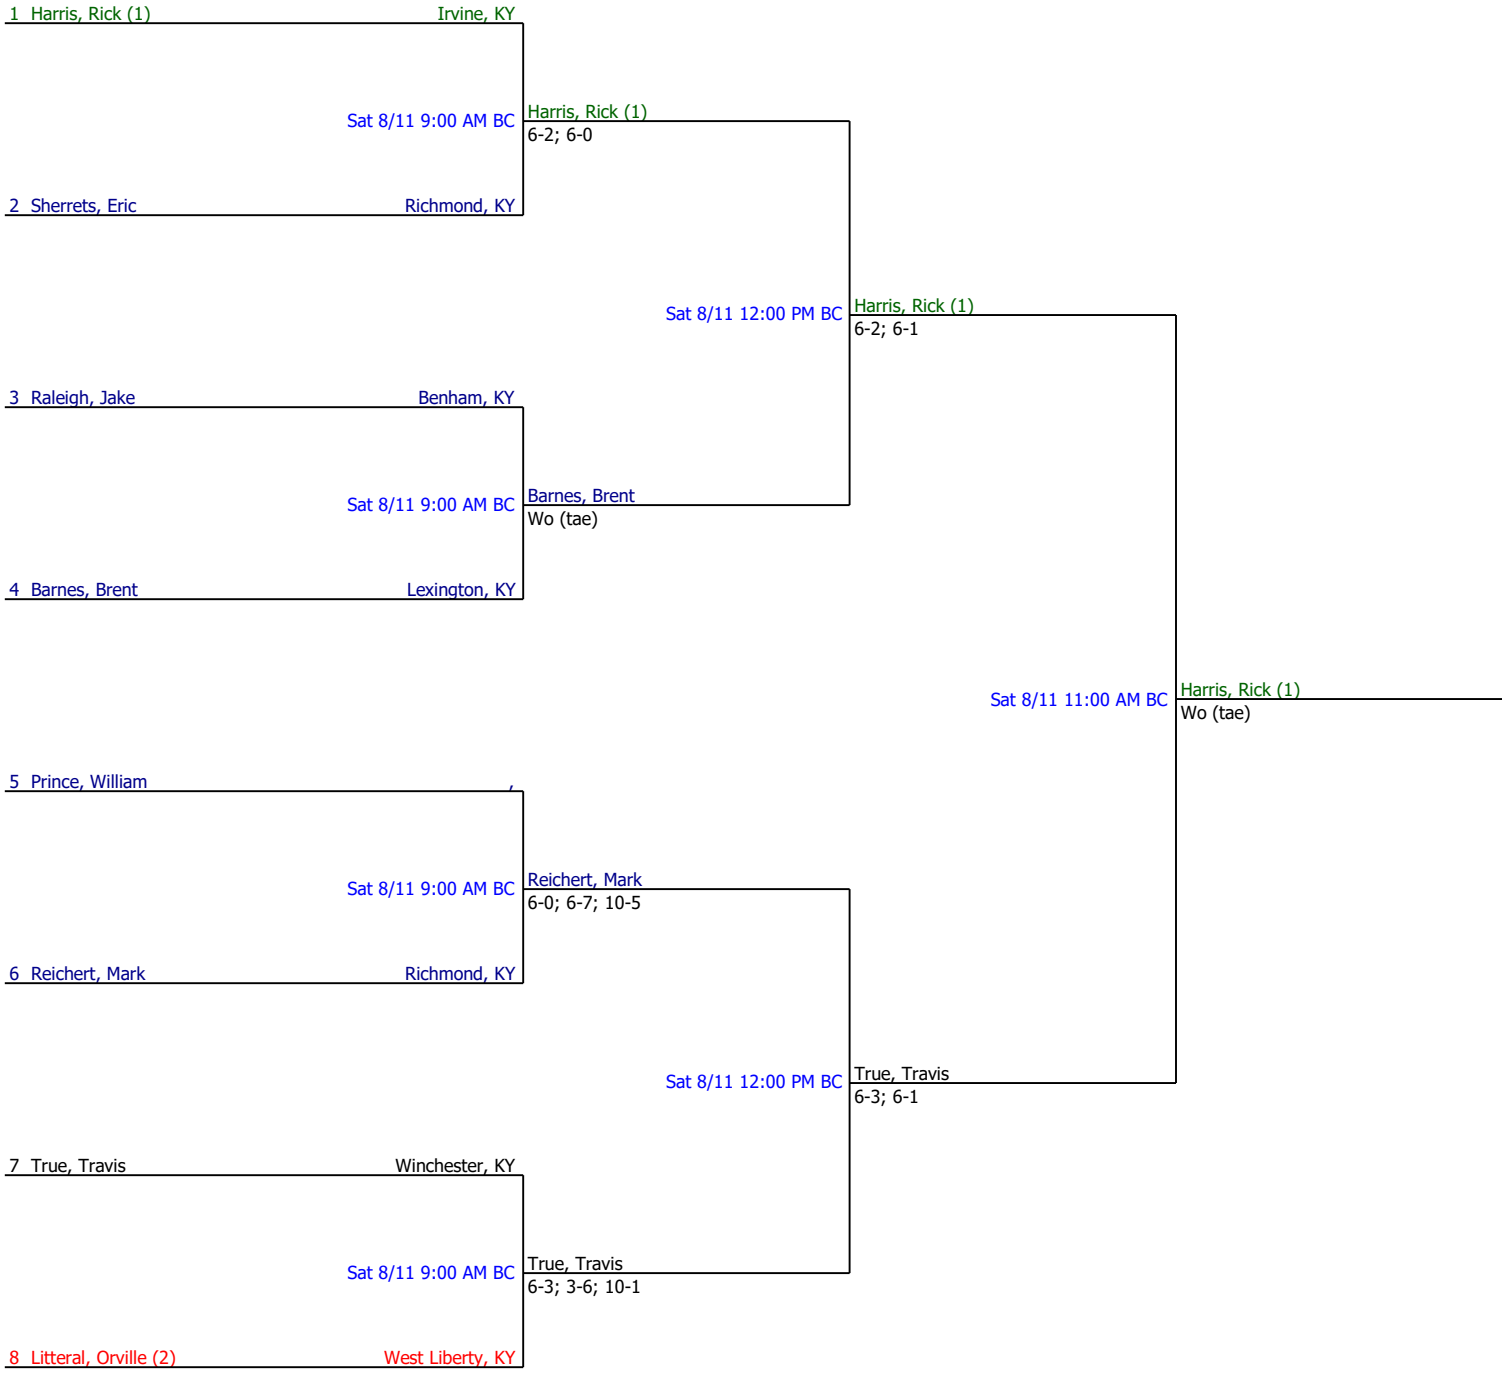 1 Harris, Rick (1) Irvine, KY
Sat 8/11 9:00 AM BC Harris, Rick (1)
6-2; 6-0
2 Sherrets, Eric Richmond, KY
Sat 8/11 12:00 PM BC Harris, Rick (1)
6-2; 6-1
3 Raleigh, Jake Benham, KY
Sat 8/11 9:00 AM BC Barnes, Brent
Wo (tae)
4 Barnes, Brent Lexington, KY
Sat 8/11 11:00 AM BC Harris, Rick (1)
Wo (tae)
5 Prince, William ,
Sat 8/11 9:00 AM BC Reichert, Mark
6-0; 6-7; 10-5
6 Reichert, Mark Richmond, KY
Sat 8/11 12:00 PM BC True, Travis
6-3; 6-1
7 True, Travis Winchester, KY
Sat 8/11 9:00 AM BC True, Travis
6-3; 3-6; 10-1
8 Litteral, Orville (2) West Liberty, KY